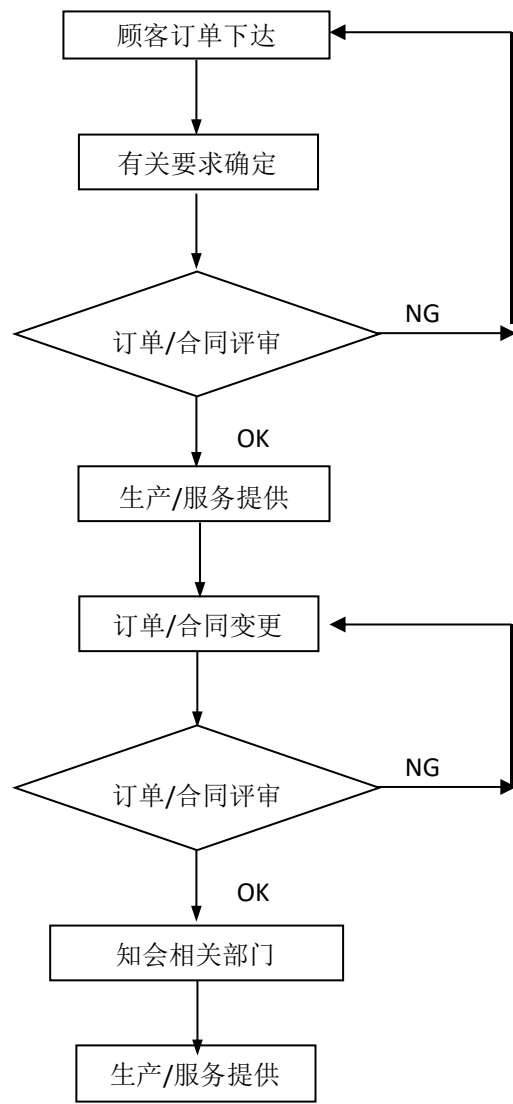 顾客订单下达
有关要求确定
订单/合同评审
NG
OK
生产/服务提供
订单/合同变更
订单/合同评审
NG
OK
知会相关部门
生产/服务提供